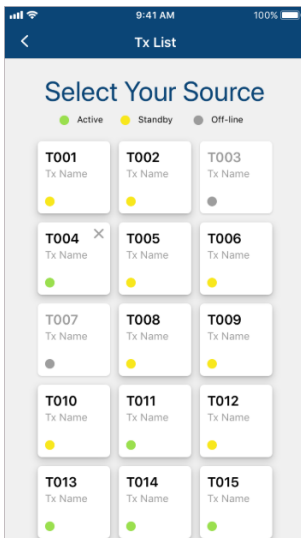 9:41 AM 100%
Tx List
Select Your Source
Active Standby Off-line
T001 T002 T003
Tx Name Tx Name Tx Name
T004 T005 T006
Tx Name Tx Name Tx Name
T007 T008 T009
Tx Name Tx Name Tx Name
T010 T011 T012
Tx Name Tx Name Tx Name
T013 T014 T015
Tx Name Tx Name Tx Name